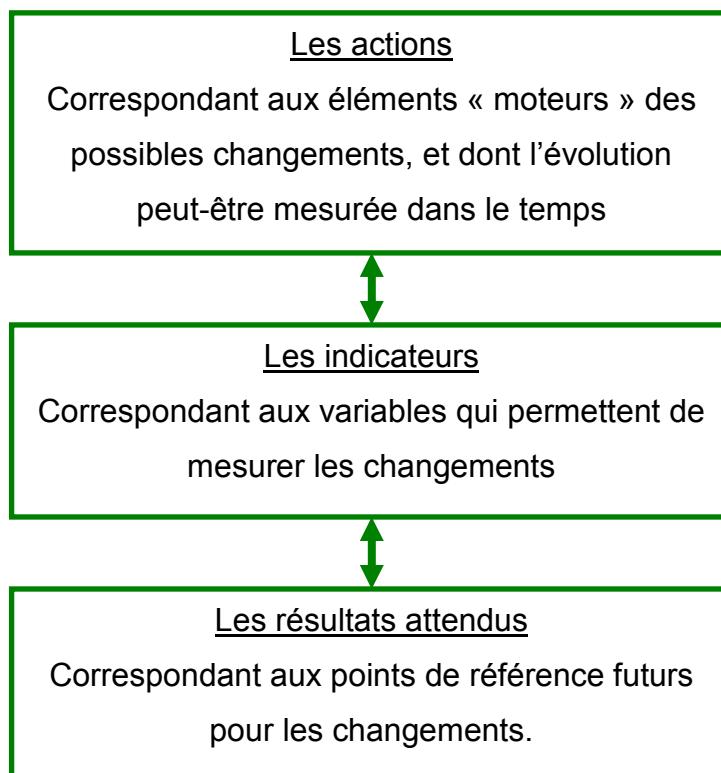 Les actions
Correspondant aux éléments « moteurs » des
possibles changements, et dont l’évolution
peut-être mesurée dans le temps
Les indicateurs
Correspondant aux variables qui permettent de
mesurer les changements
Les résultats attendus
Correspondant aux points de référence futurs
pour les changements.